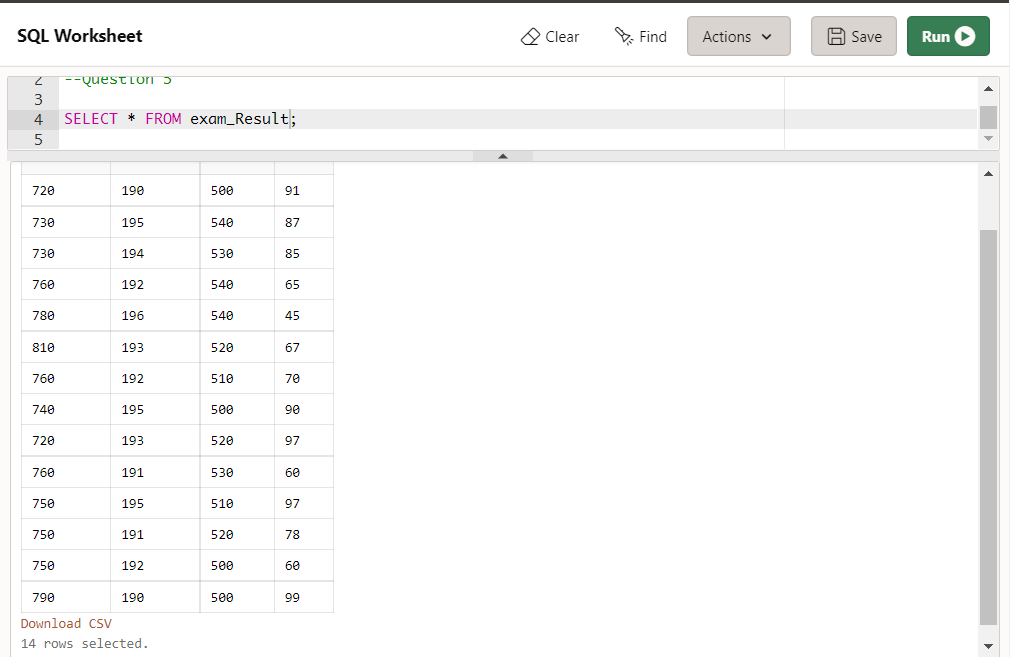 SQL Worksheet Clear Find Actions Save Run
2 --Question 5
3
4 SELECT * FROM exam_Result;
5
720 190 500 91
730 195 540 87
730 194 530 85
760 192 540 65
780 196 540 45
810 193 520 67
760 192 510 70
740 195 500 90
720 193 520 97
760 191 530 60
750 195 510 97
750 191 520 78
750 192 500 60
790 190 500 99
Download CSV
14 rows selected.